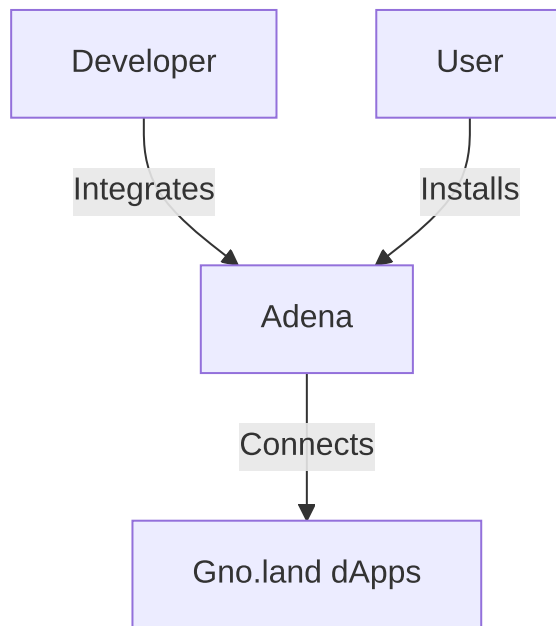 Developer
User
Integrates
Installs
Adena
Connects
Gno.land dApps